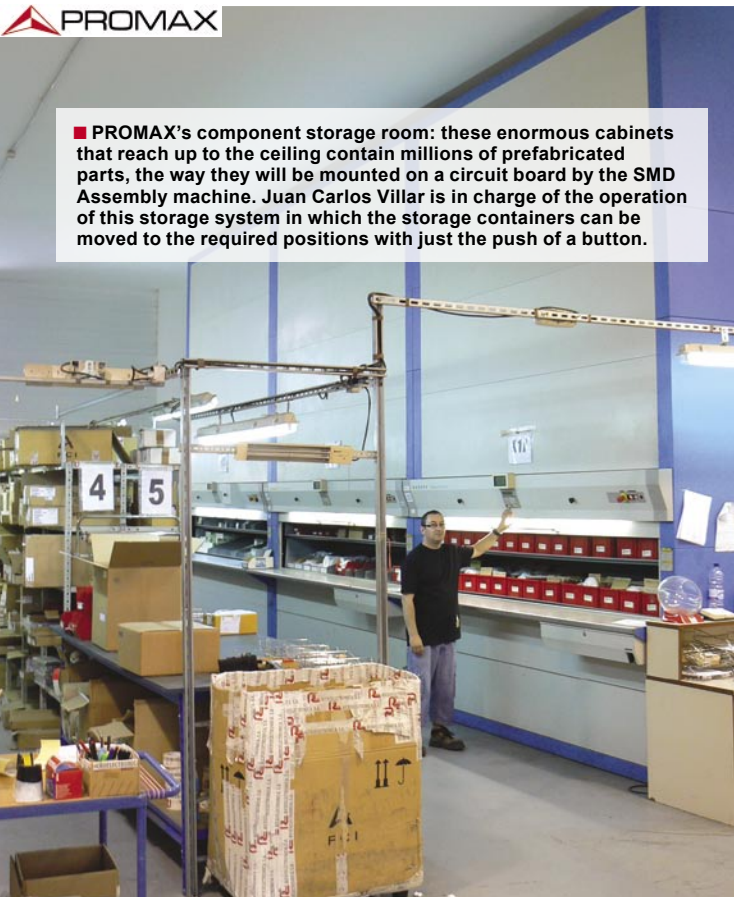 PROMAX
PROMAX’s component storage room: these enormous cabinets
that reach up to the ceiling contain millions of prefabricated
parts, the way they will be mounted on a circuit board by the SMD
Assembly machine. Juan Carlos Villar is in charge of the operation
of this storage system in which the storage containers can be
moved to the required positions with just the push of a button.
4
5
FCI